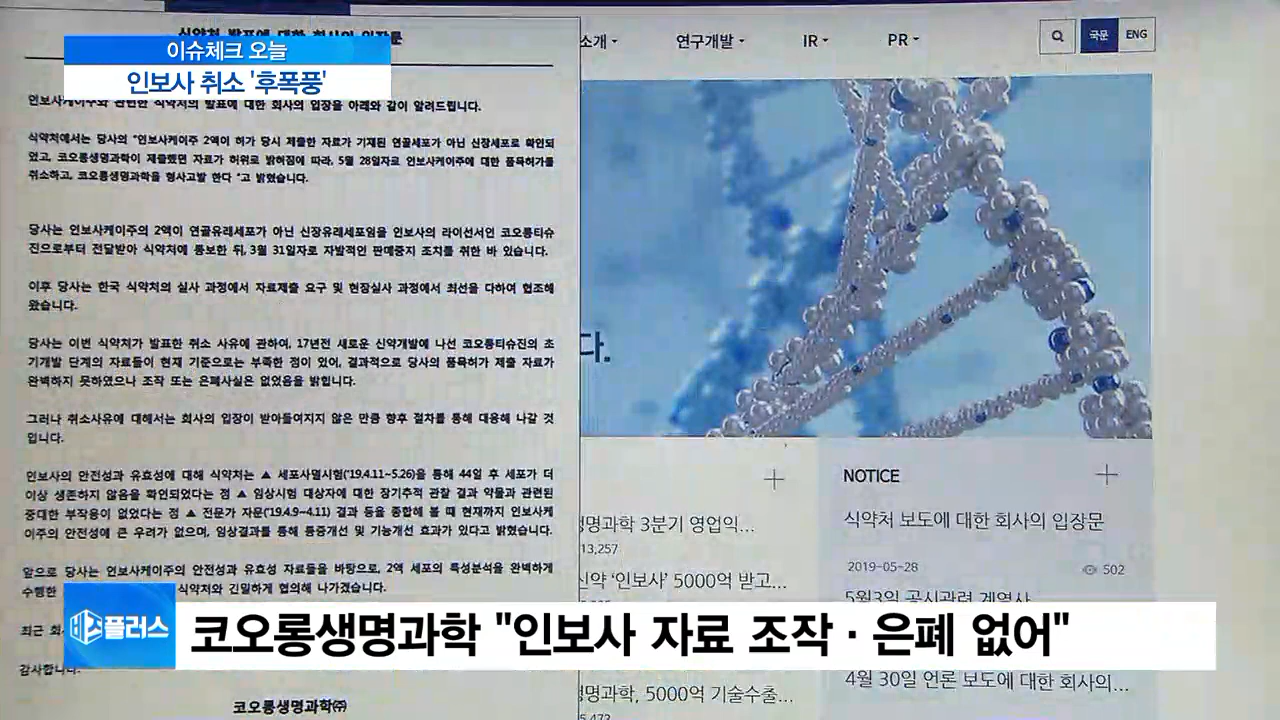 식약처 발표에 대한 회사의 입장문
이슈체크 오늘
인보사 취소 '후폭풍'
인보사케이주와 관련한 식약처의 발표에 대한 회사의 입장을 아래와 같이 알려드립니다.
식약처에서는 당사의 "인보사케이주 2액이 허가 당시 제출한 자료가 기재된 연골세포가 아닌 신장세포로 확인되
었고, 코오롱생명과학이 제출했던 자료가 허위로 밝혀짐에 따라, 5월 28일자로 인보사케이주에 대한 품목허가를
취소하고, 코오롱생명과학을 형사고발 한다 "고 밝혔습니다.
당사는 인보사케이주의 2액이 연골유래세포가 아닌 신장유래세포임을 인보사의 라이선서인 코오롱티슈
진으로부터 전달받아 식약처에 통보한 뒤, 3월 31일자로 자발적인 판매중지 조치를 취한 바 있습니다.
이후 당사는 한국 식약처의 실사 과정에서 자료제출 요구 및 현장실사 과정에서 최선을 다하여 협조해
왔습니다.
당사는 이번 식약처가 발표한 취소 사유에 관하여, 17년전 새로운 신약개발에 나선 코오롱티슈진의 초
기개발 단계의 자료들이 현재 기준으로는 부족한 점이 있어, 결과적으로 당사의 품목허가 제출 자료가
완벽하지 못하였으나 조작 또는 은폐사실은 없었음을 밝힙니다.
그러나 취소사유에 대해서는 회사의 입장이 받아들여지지 않은 만큼 향후 절차를 통해 대응해 나갈 것
입니다.
인보사의 안전성과 유효성에 대해 식약처는 ▲ 세포사멸시험('19.4.11~5.26)을 통해 44일 후 세포가 더
이상 생존하지 않음을 확인되었다는 점 ▲ 임상시험 대상자에 대한 장기추적 관찰 결과 약물과 관련된
중대한 부작용이 없었다는 점 ▲ 전문가 자문('19.4.9~4.11) 결과 등을 종합해 볼 때 현재까지 인보사케
이주의 안전성에 큰 우려가 없으며, 임상결과를 통해 통증개선 및 기능개선 효과가 있다고 밝혔습니다.
앞으로 당사는 인보사케이주의 안전성과 유효성 자료들을 바탕으로, 2액 세포의 특성분석을 완벽하게
수행한 식약처와 긴밀하게 협의해 나가겠습니다.
최근 회
감사합니다.
코오롱생명과학㈜
소개
연구개발
IR
PR
국문
ENG
다.
명과학 3분기 영업익...
13,257
신약 '인보사' 5000억 받고...
명과학, 5000억 기술수출...
5,473
NOTICE
식약처 보도에 대한 회사의 입장문
2019-05-28
502
5월3일 공시관련 계열사
4월 30일 언론 보도에 대한 회사의...
비즈플러스
코오롱생명과학 "인보사 자료 조작·은폐 없어"